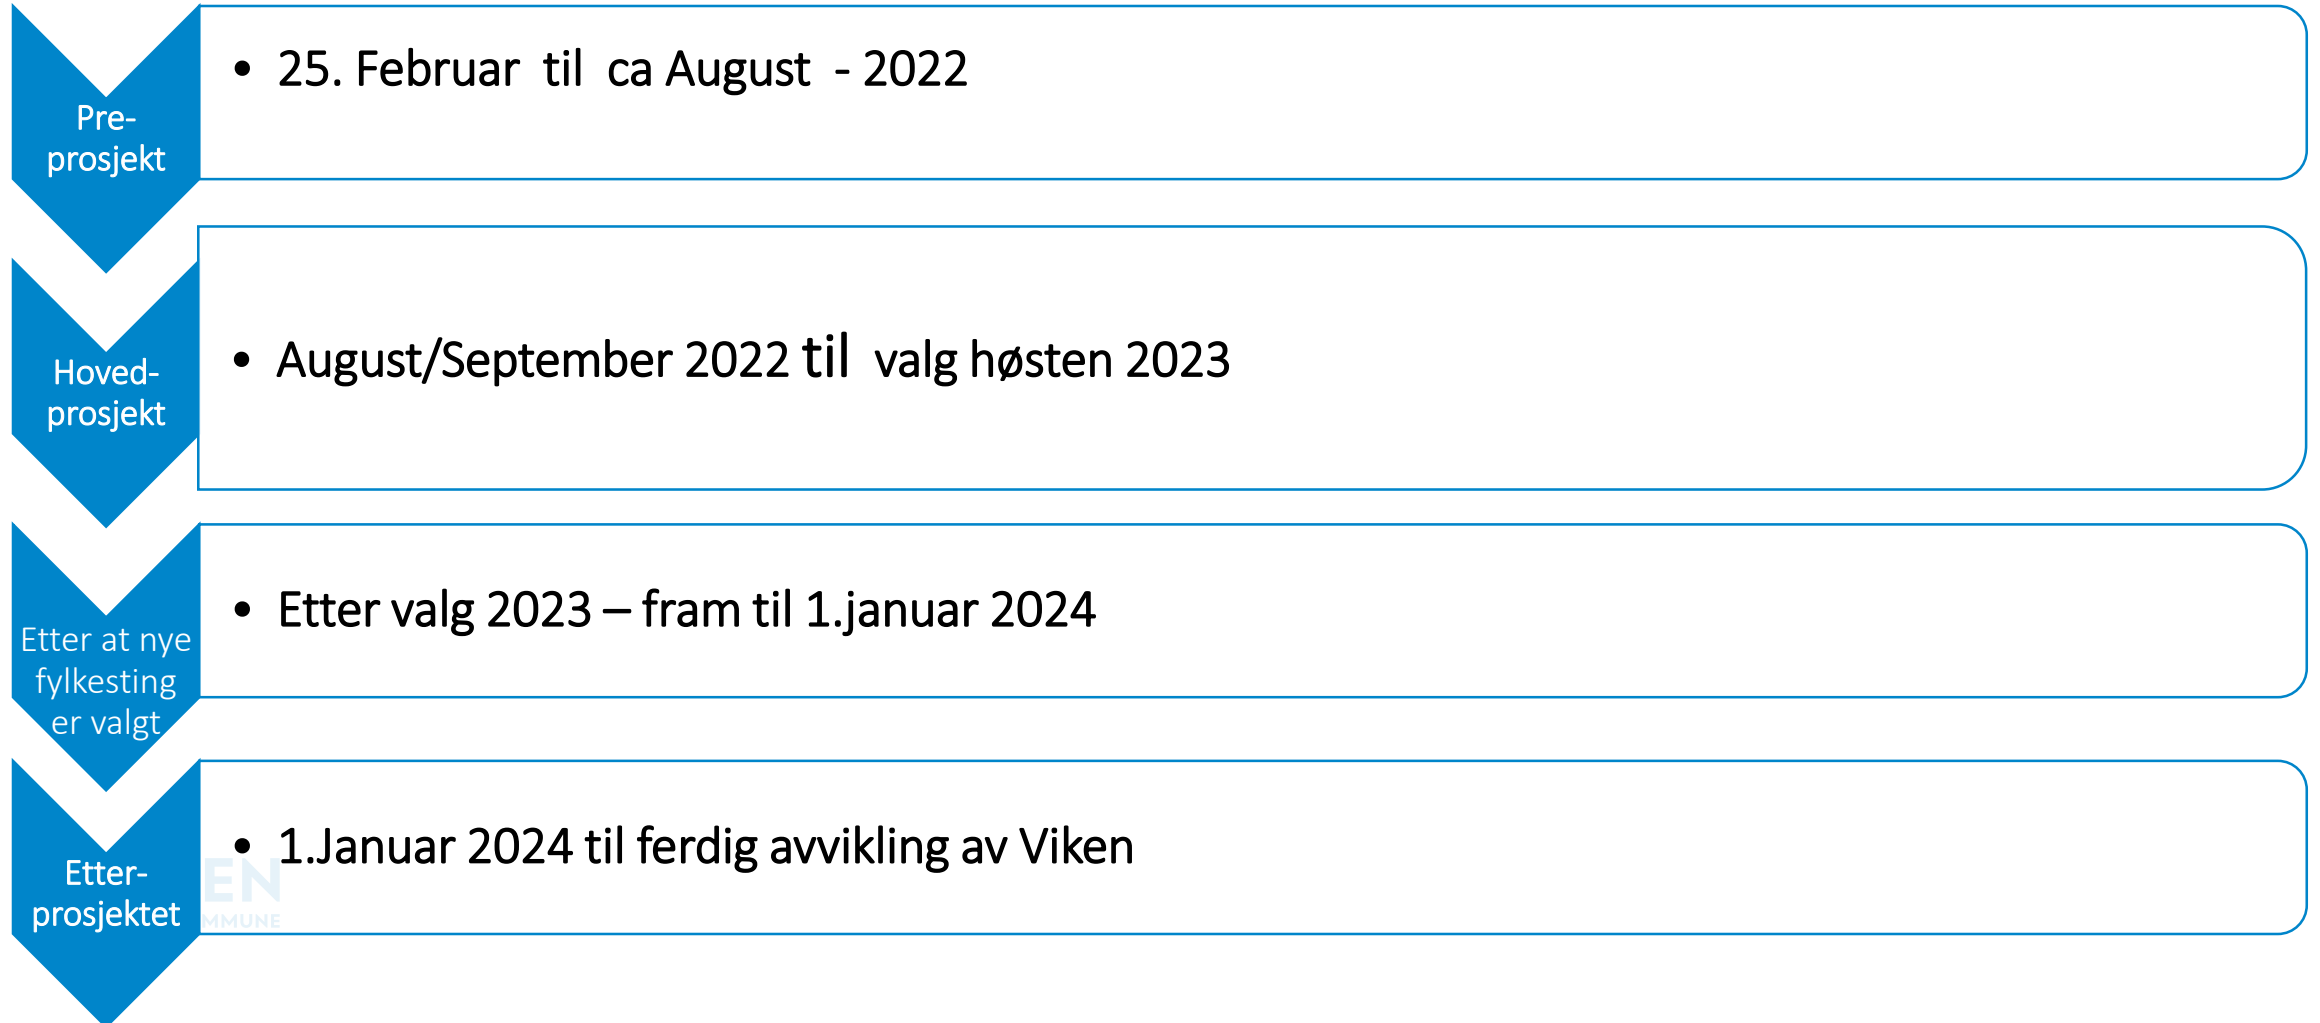 Pre-
prosjekt
• 25. Februar til ca August - 2022
Hoved-
prosjekt
• August/September 2022 til valg høsten 2023
Etter at nye
fylkesting
er valgt
• Etter valg 2023 – fram til 1.januar 2024
Etter-
prosjektet
• 1.Januar 2024 til ferdig avvikling av Viken
EN
MMUNE